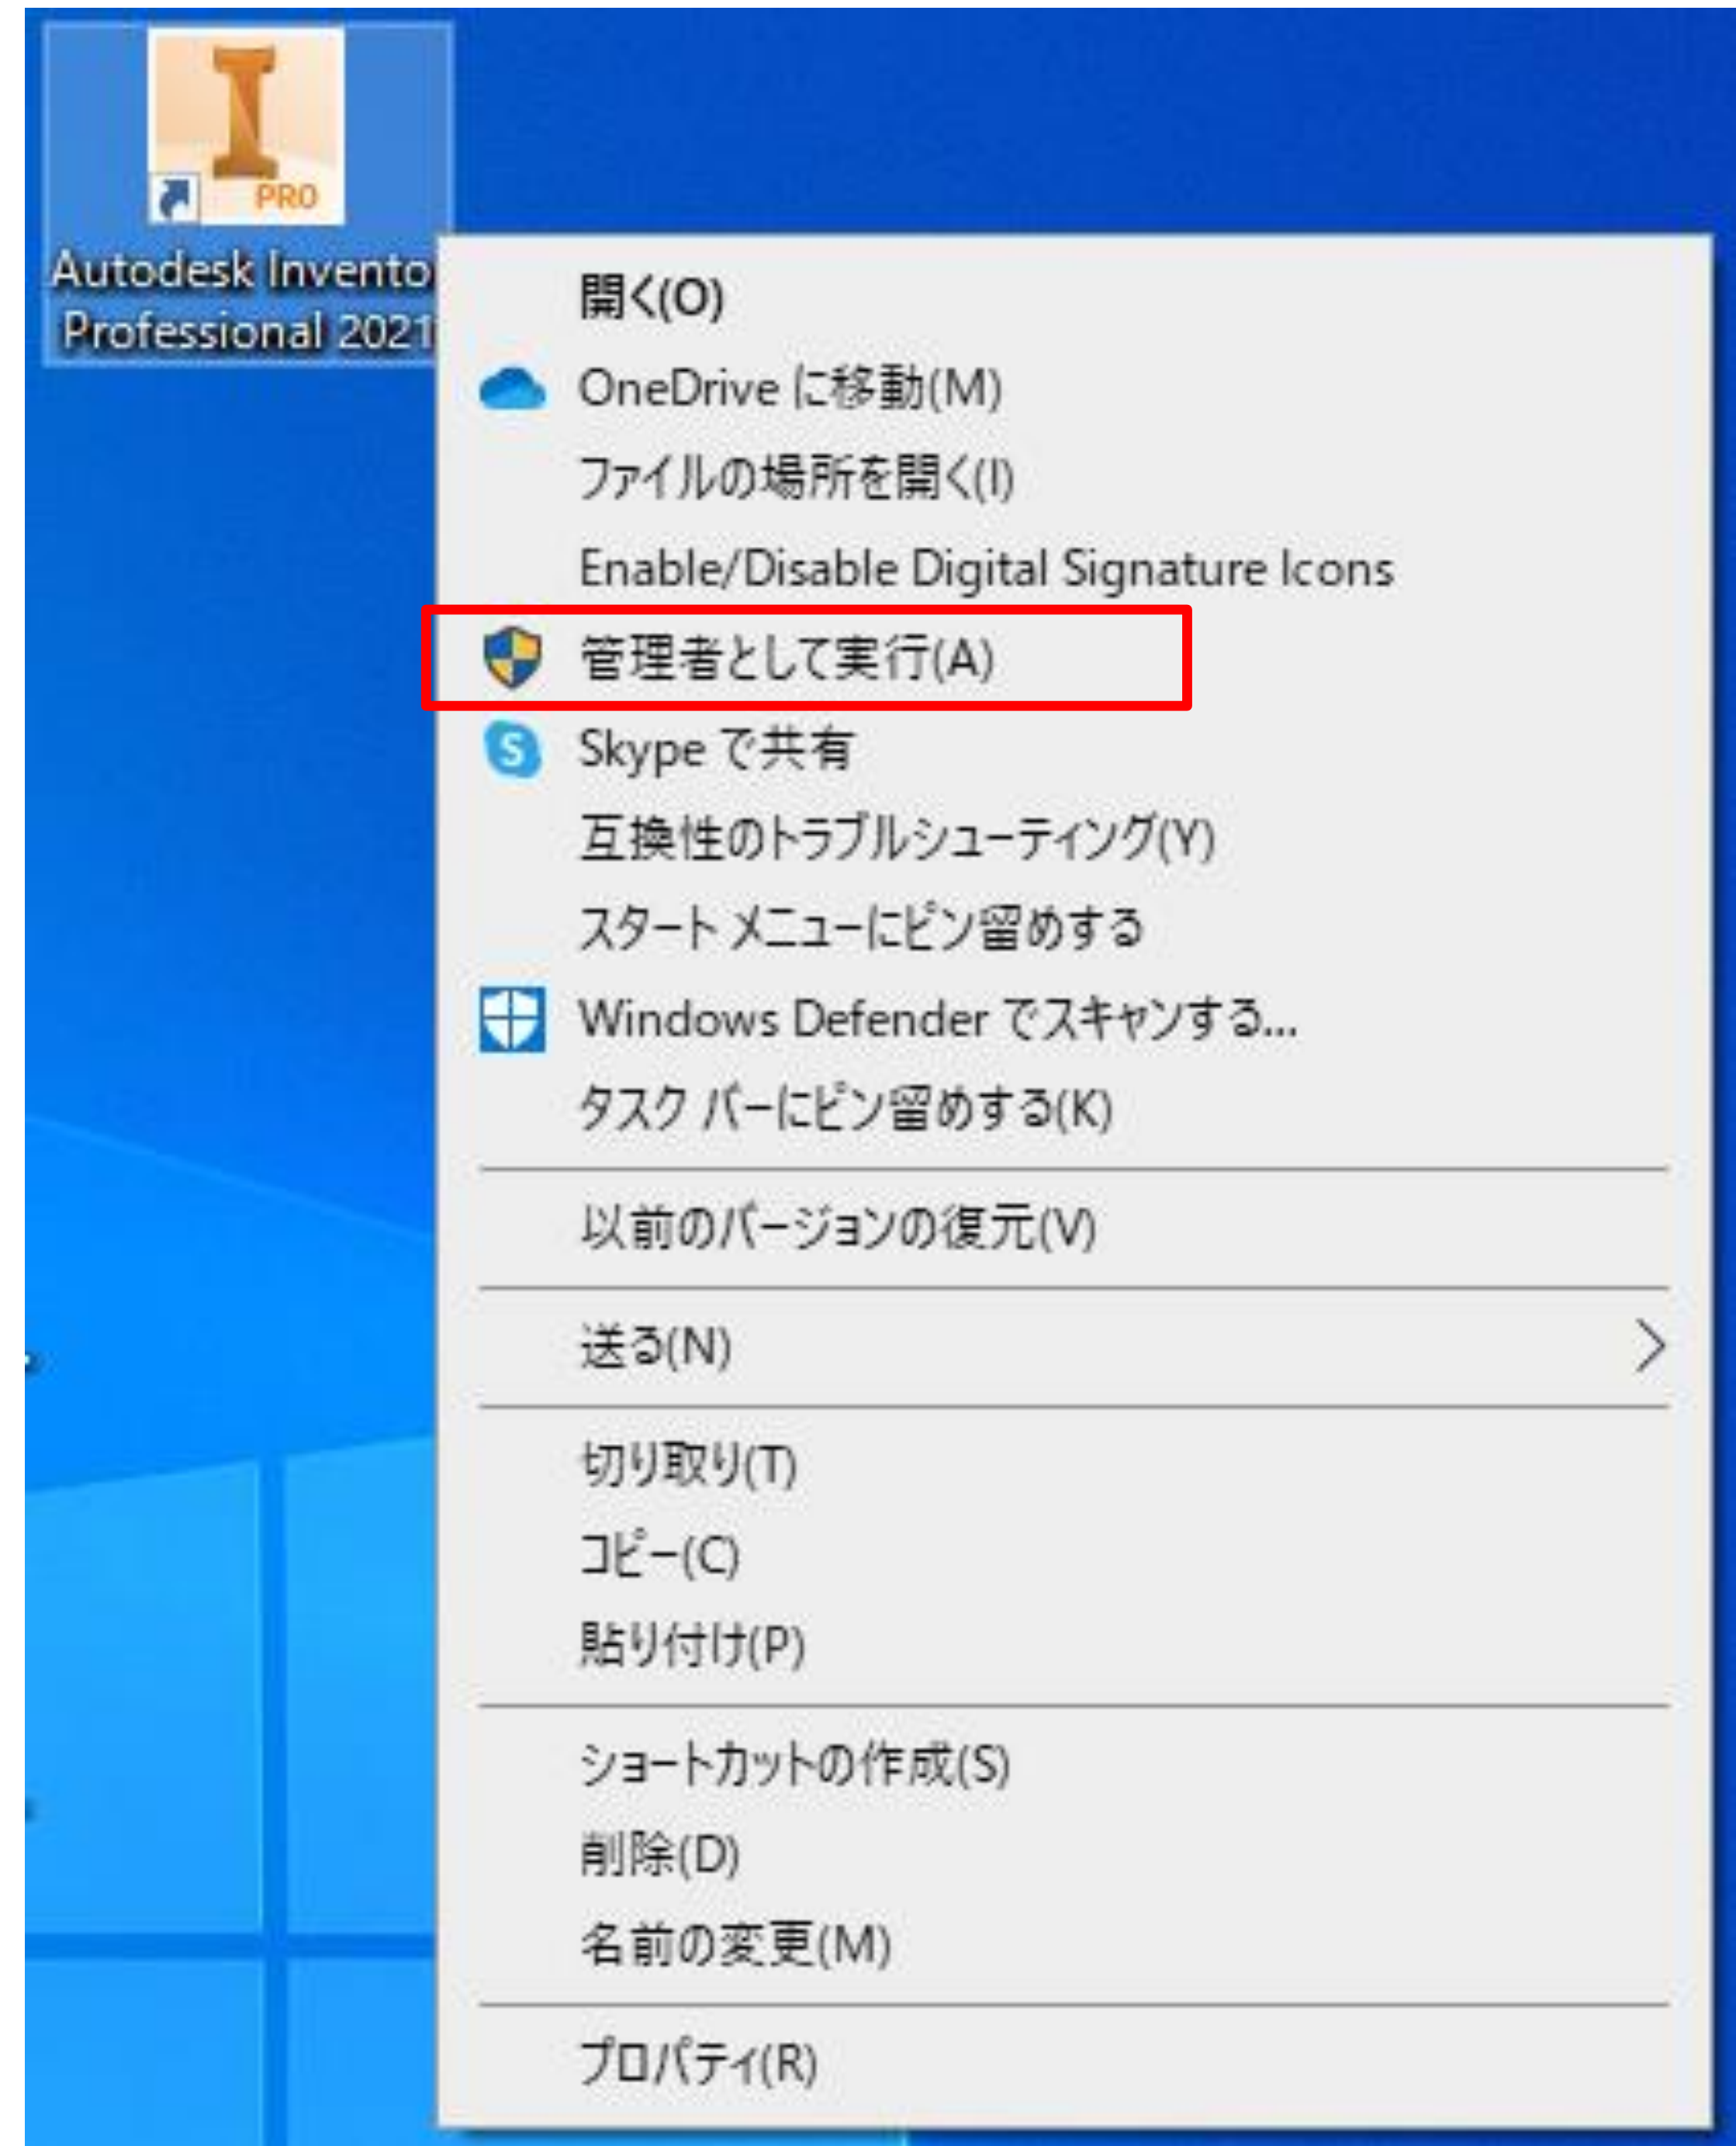 I
PRO
Autodesk Invento
Professional 2021
開く(O)
OneDrive に移動(M)
ファイルの場所を開く(I)
Enable/Disable Digital Signature Icons
管理者として実行(A)
S
Skype で共有
互換性のトラブルシューティング(Y)
スタート メニューにピン留めする
Windows Defender でスキャンする...
タスク バーにピン留めする(K)
以前のバージョンの復元(V)
送る(N)
切り取り(T)
コピー(C)
貼り付け(P)
ショートカットの作成(S)
削除(D)
名前の変更(M)
プロパティ(R)